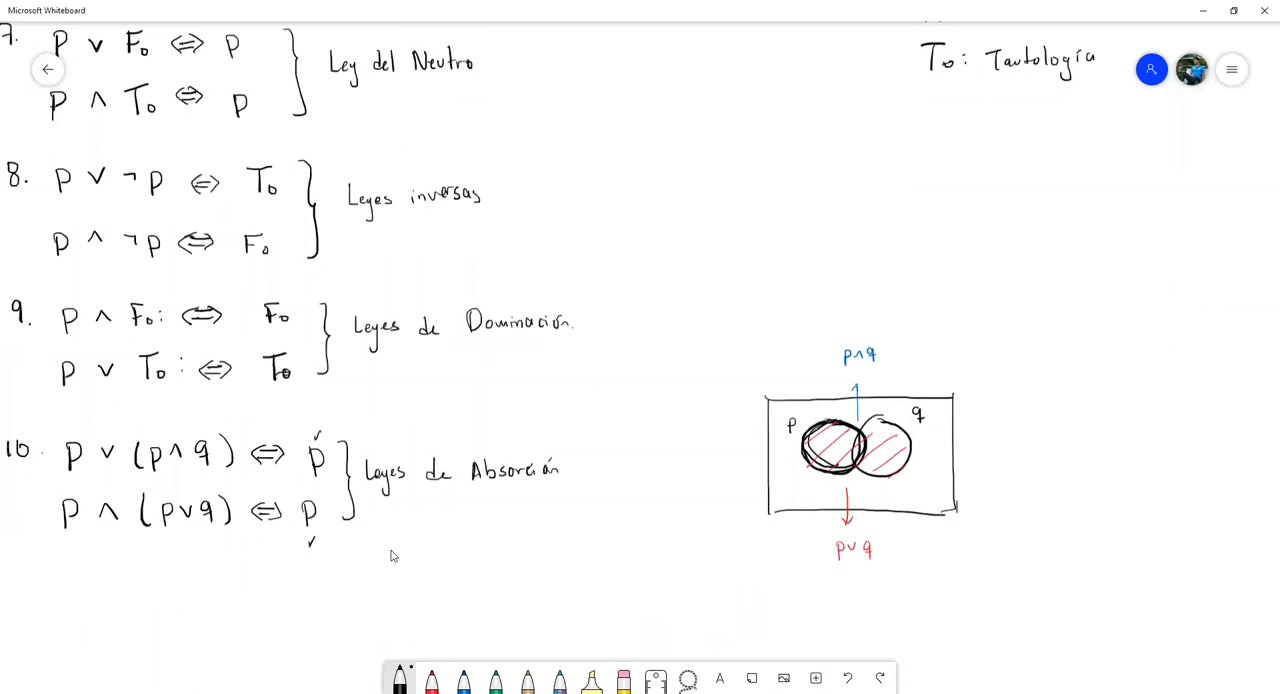 Microsoft Whiteboard
7. p ∨ F₀ ⇔ p
p ∧ T₀ ⇔ p
Ley del Neutro
T₀: Tautología
8. p ∨ ¬p ⇔ T₀
p ∧ ¬p ⇔ F₀
Leyes inversas
9. p ∧ F₀: ⇔ F₀
p ∨ T₀: ⇔ T₀
Leyes de Dominación.
10. p ∨ (p ∧ q) ⇔ p
p ∧ (p ∨ q) ⇔ p
Leyes de Absorción
p ∧ q
p q
p ∨ q